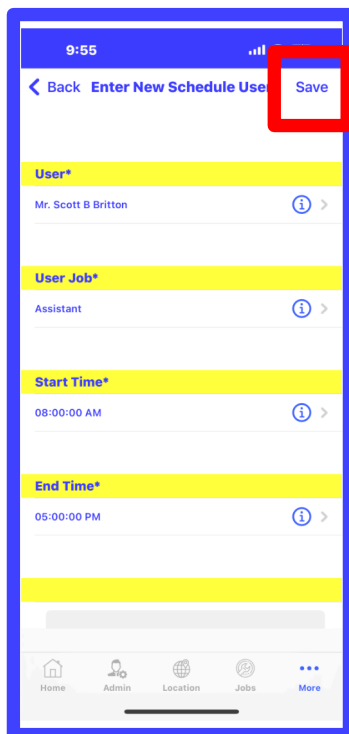 9:55
Back Enter New Schedule User Save
User*
Mr. Scott B Britton
User Job*
Assistant
Start Time*
08:00:00 AM
End Time*
05:00:00 PM
Home Admin Location Jobs More